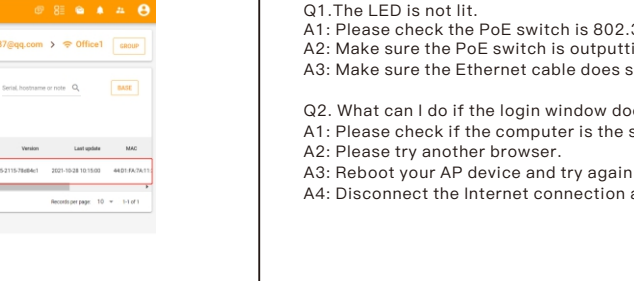 7@qq.com > Office1 GROUP
Serial, hostname or note BASE
Version Last update MAC
2021-10-28 10:15:00 44:D1:FA:7A:11:
Records per page: 10 1-1 of 1
Q1.The LED is not lit.
A1: Please check the PoE switch is 802.3
A2: Make sure the PoE switch is outputti
A3: Make sure the Ethernet cable does s
Q2. What can I do if the login window doe
A1: Please check if the computer is the s
A2: Please try another browser.
A3: Reboot your AP device and try again
A4: Disconnect the Internet connection a